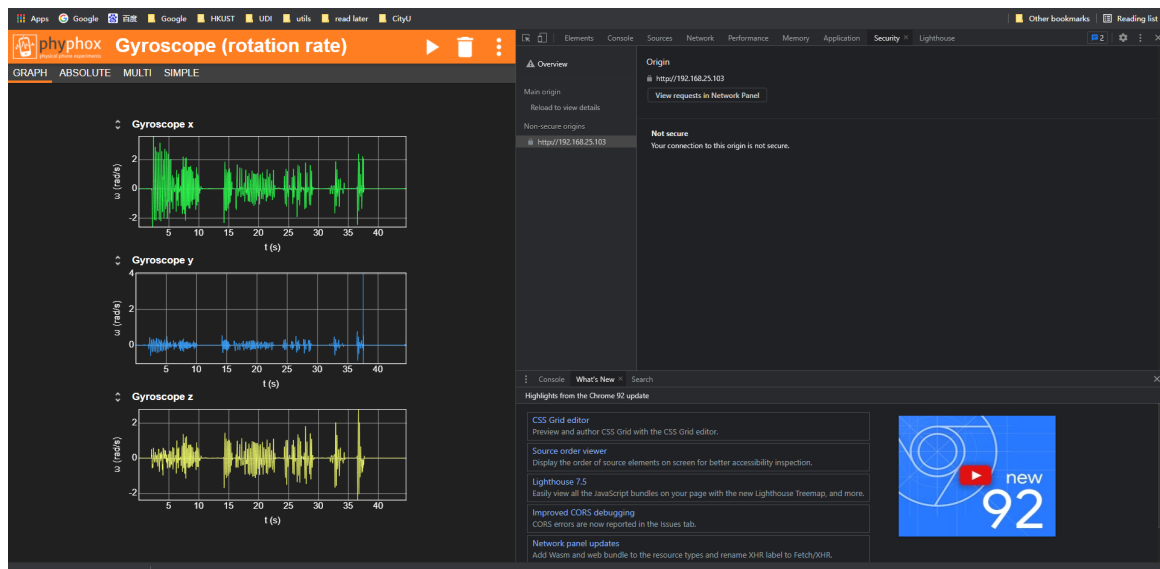 Apps Google 百度 Google HKUST UDI utils read later CityU Other bookmarks Reading list
phyphox Gyroscope (rotation rate)
physical phone experiments
GRAPH ABSOLUTE MULTI SIMPLE
Gyroscope x
ω (rad/s)
2
0
-2
5 10 15 20 25 30 35 40
t (s)
Gyroscope y
ω (rad/s)
4
2
0
5 10 15 20 25 30 35 40
t (s)
Gyroscope z
ω (rad/s)
2
0
-2
5 10 15 20 25 30 35 40
t (s)
Elements Console Sources Network Performance Memory Application Security × Lighthouse 2
Overview
Main origin
Reload to view details
Non-secure origins
http://192.168.25.103
Origin
http://192.168.25.103
View requests in Network Panel
Not secure
Your connection to this origin is not secure.
Console What's New × Search
Highlights from the Chrome 92 update
CSS Grid editor
Preview and author CSS Grid with the CSS Grid editor.
Source order viewer
Display the order of source elements on screen for better accessibility inspection.
Lighthouse 7.5
Easily view all the JavaScript bundles on your page with the new Lighthouse Treemap, and more.
Improved CORS debugging
CORS errors are now reported in the Issues tab.
Network panel updates
Add Wasm and web bundle to the resource types and rename XHR label to Fetch/XHR.
new
92